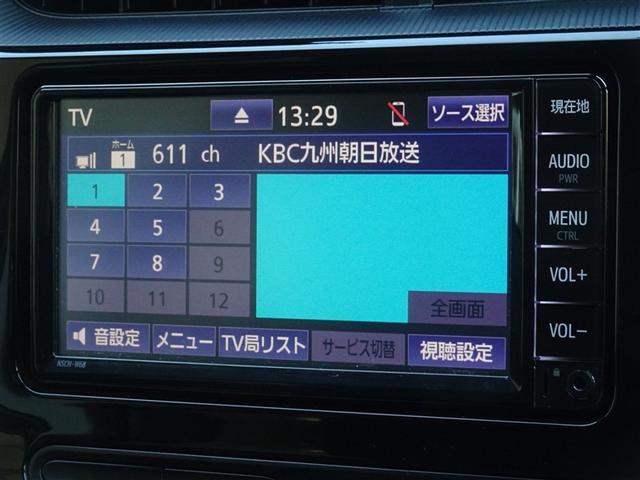 TV 13:29 ソース選択
ホーム
1 611 ch KBC九州朝日放送
1 2 3
4 5 6
7 8 9
10 11 12
全画面
音設定 メニュー TV局リスト サービス切替 視聴設定
NSCH-W68
現在地
AUDIO
PWR
MENU
CTRL
VOL+
VOL−